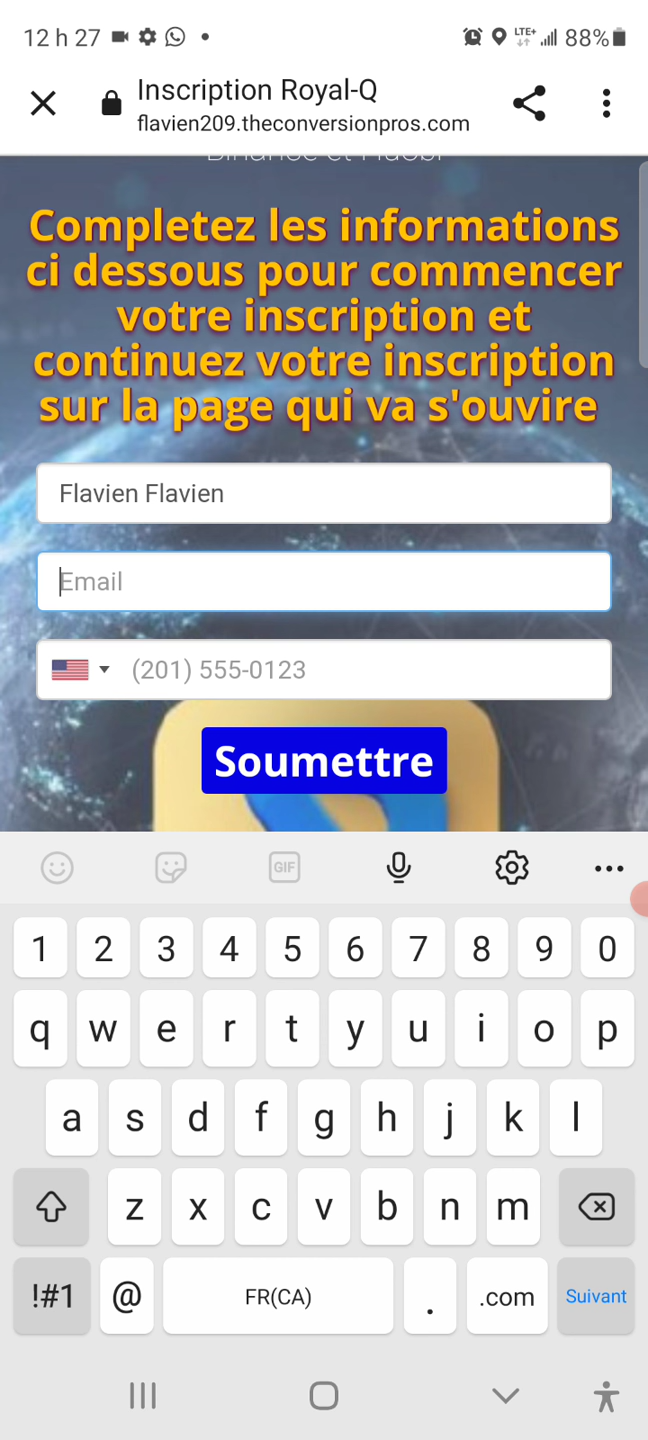 12 h 27
LTE+
88%
Inscription Royal-Q
flavien209.theconversionpros.com
Completez les informations
ci dessous pour commencer
votre inscription et
continuez votre inscription
sur la page qui va s'ouvire
Flavien Flavien
Email
(201) 555-0123
Soumettre
GIF
1 2 3 4 5 6 7 8 9 0
q w e r t y u i o p
a s d f g h j k l
z x c v b n m
!#1 @ FR(CA) . .com Suivant